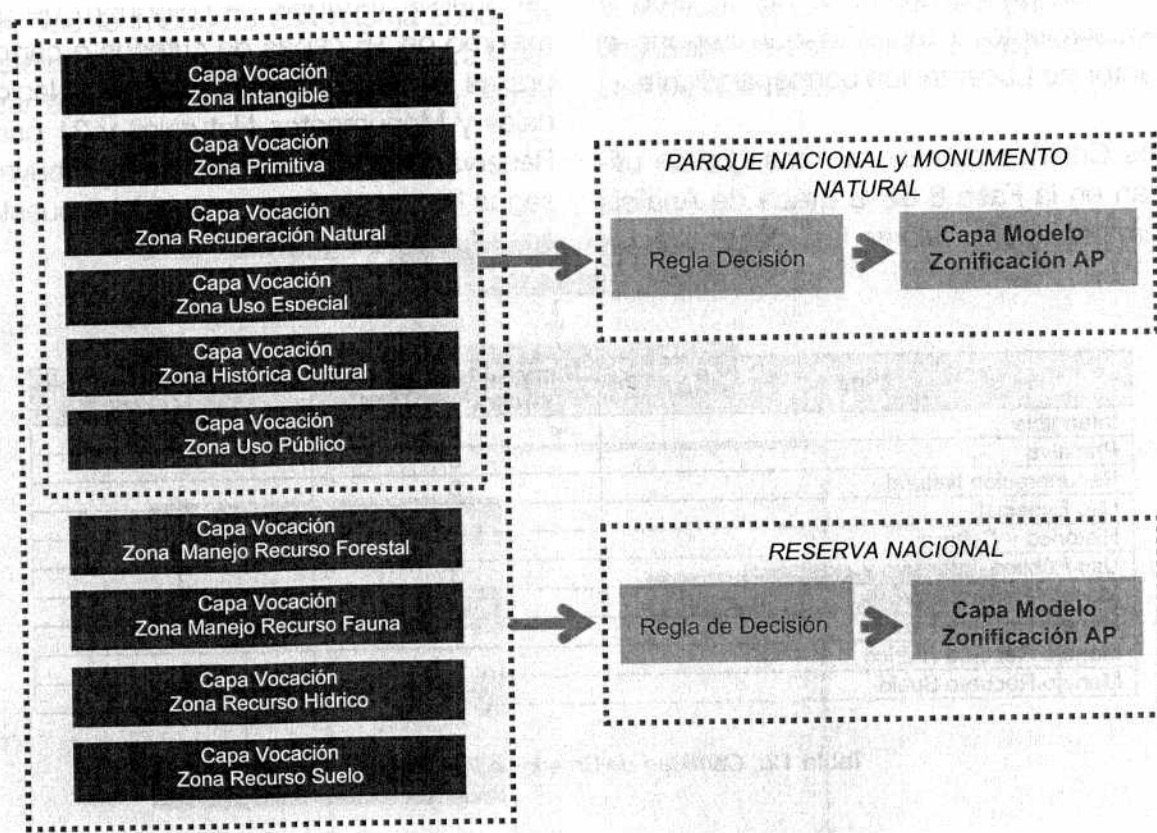 Capa Vocación
Zona Intangible
Capa Vocación
Zona Primitiva
Capa Vocación
Zona Recuperación Natural
Capa Vocación
Zona Uso Especial
Capa Vocación
Zona Histórica Cultural
Capa Vocación
Zona Uso Público
Capa Vocación
Zona Manejo Recurso Forestal
Capa Vocación
Zona Manejo Recurso Fauna
Capa Vocación
Zona Recurso Hídrico
Capa Vocación
Zona Recurso Suelo
PARQUE NACIONAL y MONUMENTO
NATURAL
Regla Decisión
Capa Modelo
Zonificación AP
RESERVA NACIONAL
Regla de Decisión
Capa Modelo
Zonificación AP